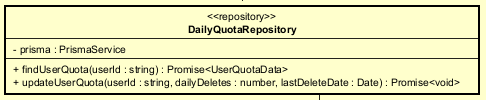 <<repository>>
DailyQuotaRepository
- prisma : PrismaService
+ findUserQuota(userId : string) : Promise<UserQuotaData>
+ updateUserQuota(userId : string, dailyDeletes : number, lastDeleteDate : Date) : Promise<void>